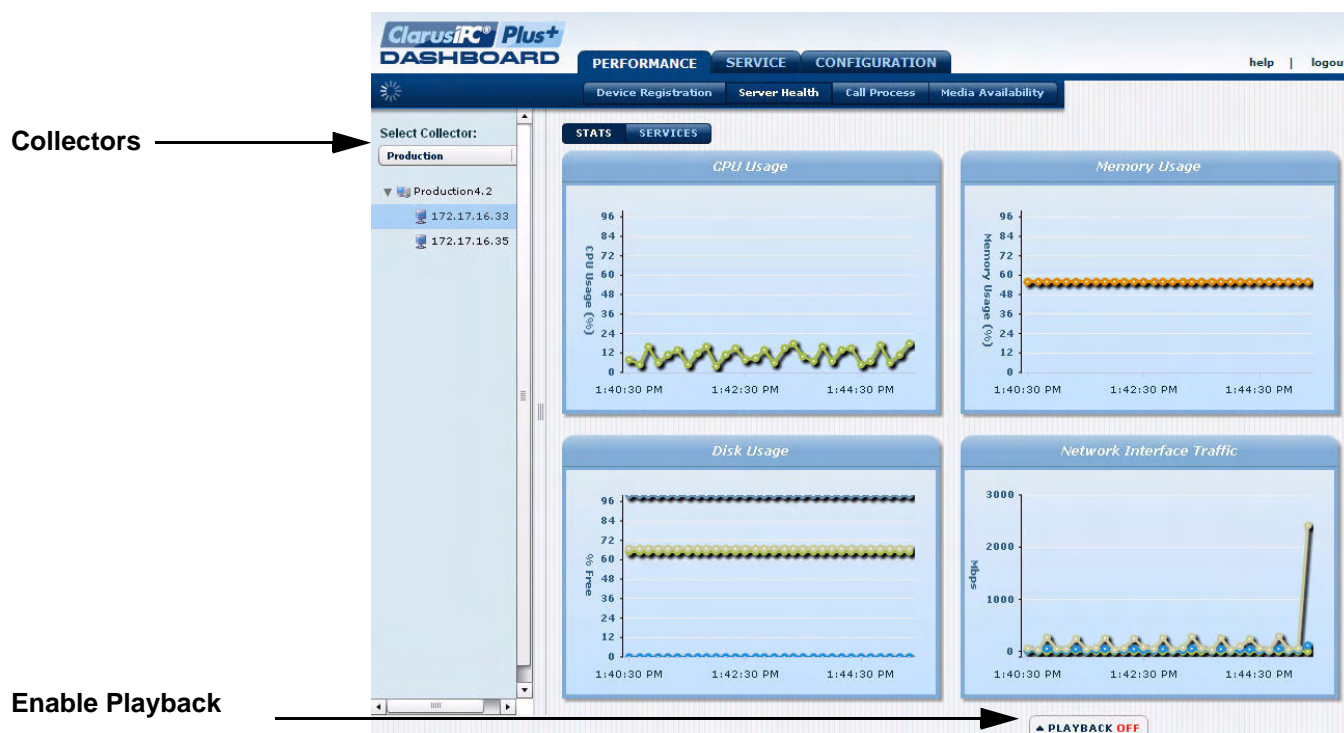 ClarusIPC® Plus+
DASHBOARD
PERFORMANCE SERVICE CONFIGURATION
help | logou
Device Registration Server Health Call Process Media Availability
Collectors
Select Collector:
Production
Production4.2
172.17.16.33
172.17.16.35
STATS SERVICES
CPU Usage
CPU Usage (%)
96
84
72
60
48
36
24
12
0
1:40:30 PM 1:42:30 PM 1:44:30 PM
Memory Usage
Memory Usage (%)
96
84
72
60
48
36
24
12
0
1:40:30 PM 1:42:30 PM 1:44:30 PM
Disk Usage
% Free
96
84
72
60
48
36
24
12
0
1:40:30 PM 1:42:30 PM 1:44:30 PM
Network Interface Traffic
Mbps
3000
2000
1000
0
1:40:30 PM 1:42:30 PM 1:44:30 PM
Enable Playback
PLAYBACK OFF